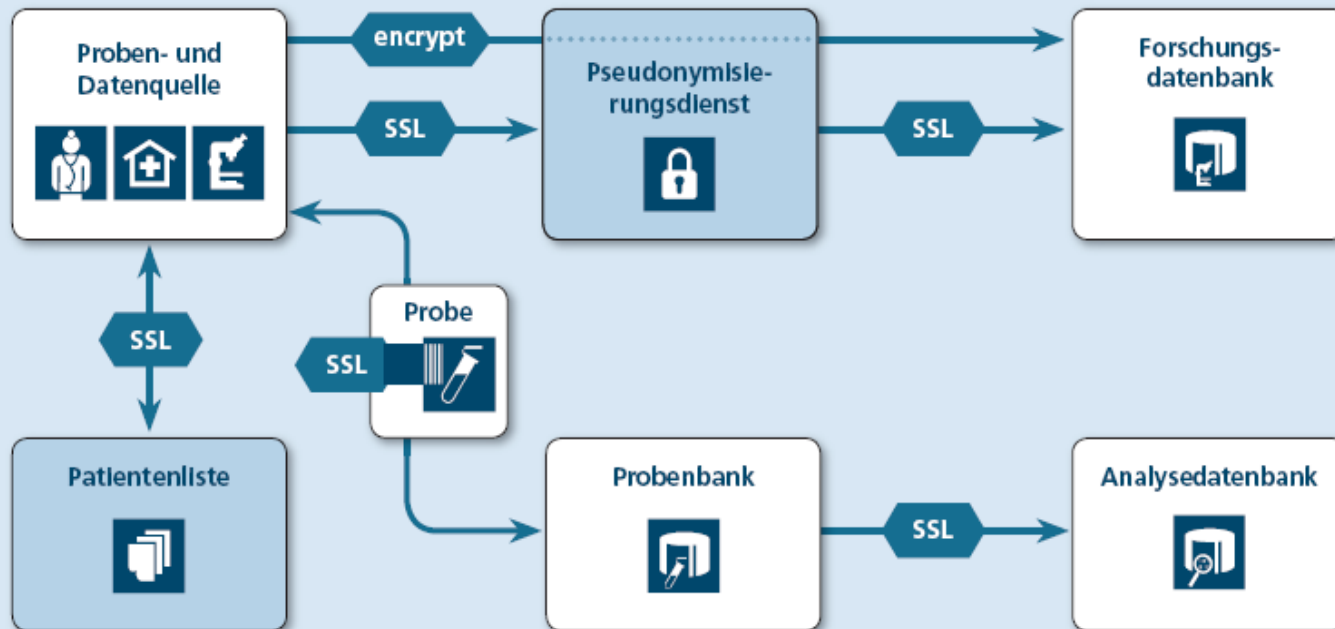 Proben- und
Datenquelle
encrypt
SSL
Pseudonymisie-
rungsdienst
SSL
Forschungs-
datenbank
SSL
Probe
SSL
Patientenliste
Probenbank
SSL
Analysedatenbank